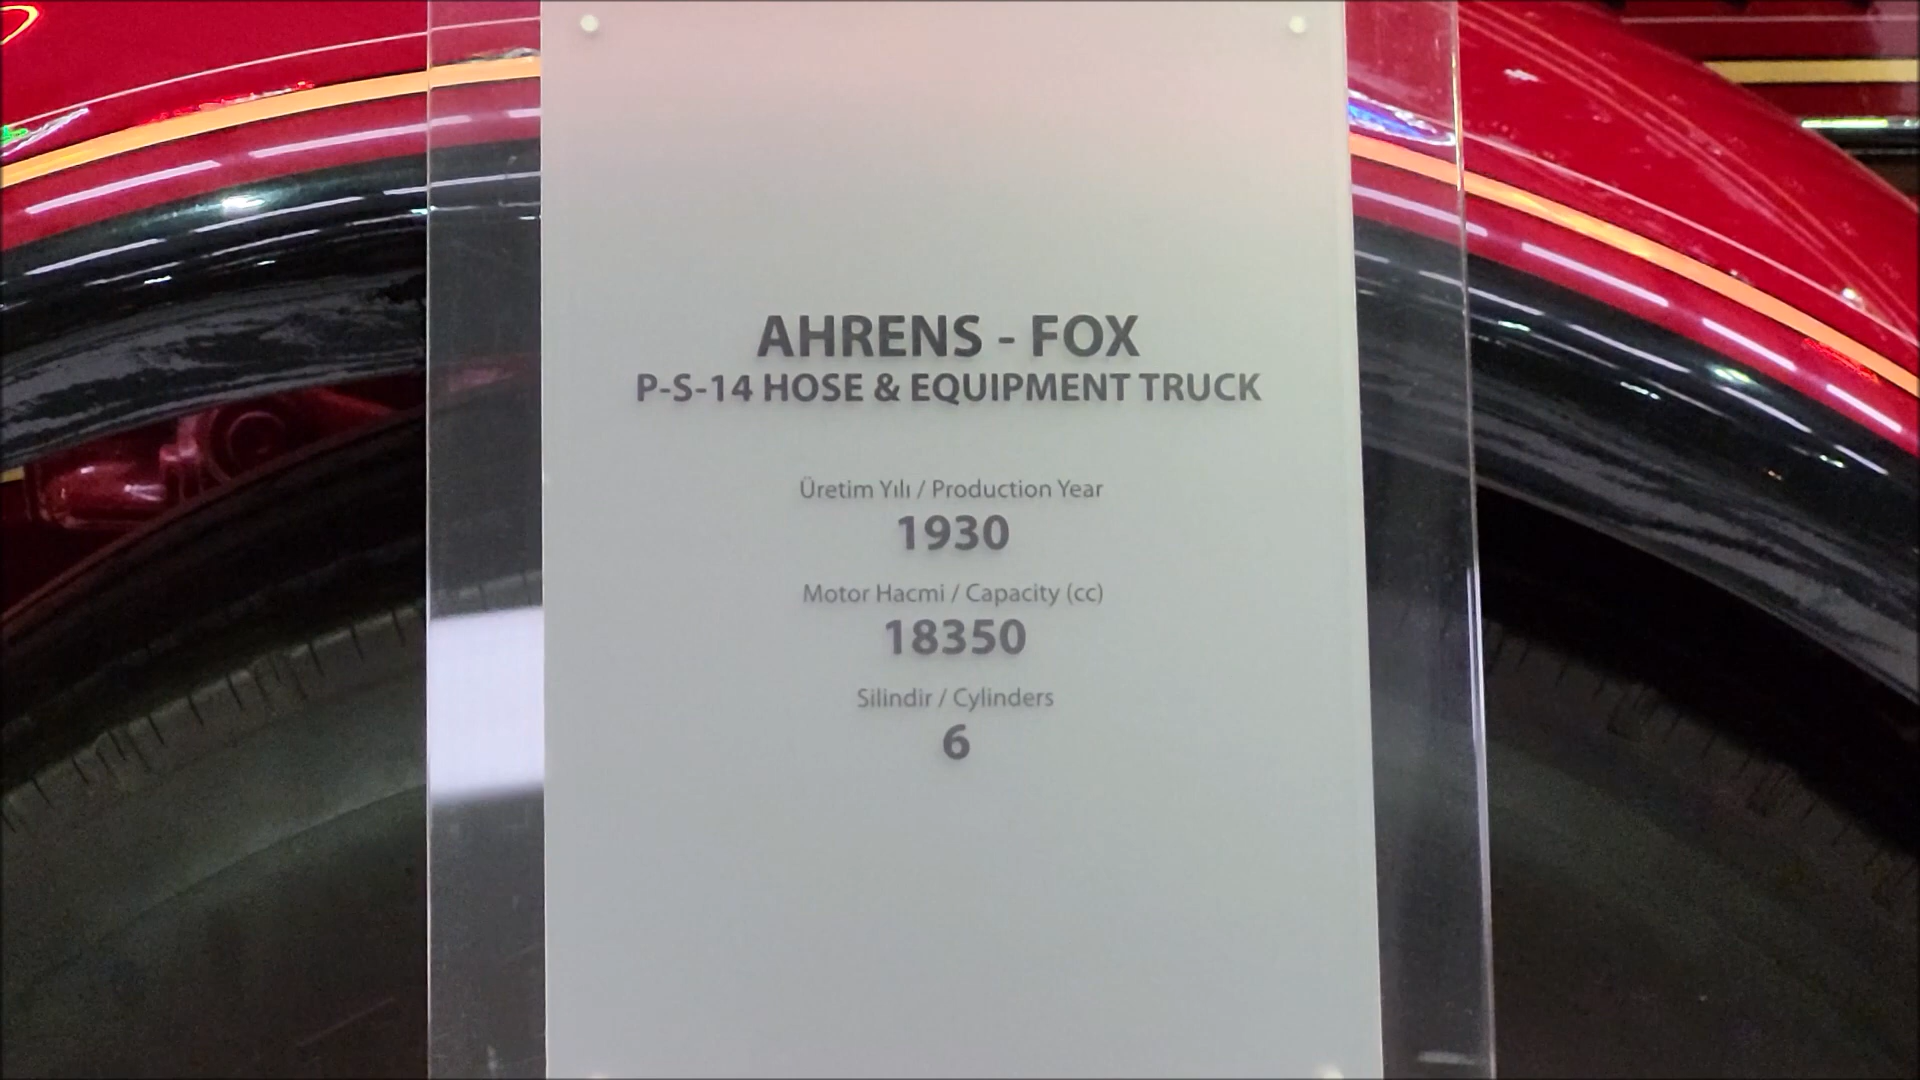 AHRENS - FOX
P-S-14 HOSE & EQUIPMENT TRUCK
Üretim Yılı / Production Year
1930
Motor Hacmi / Capacity (cc)
18350
Silindir / Cylinders
6